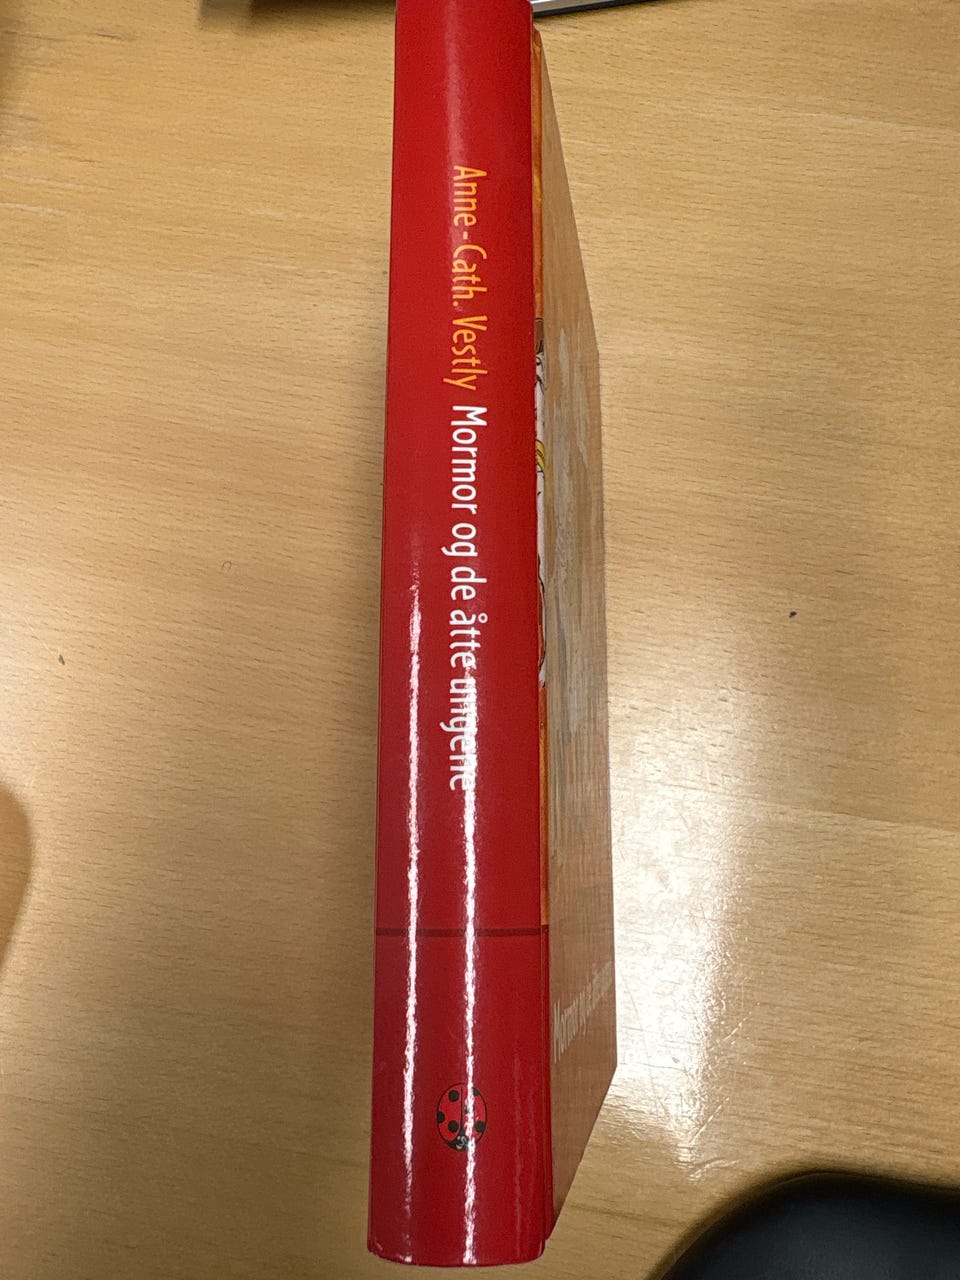 Anne-Cath. Vestly Mormor og de åtte ungene